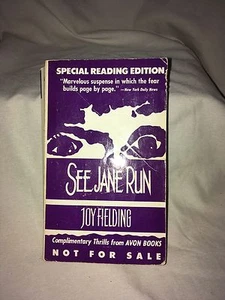 SPECIAL READING EDITION
"Marvelous suspense in which the fear
builds page by page." —New York Daily News
SEE JANE RUN
JOY FIELDING
Complimentary Thrills from AVON BOOKS
NOT FOR SALE